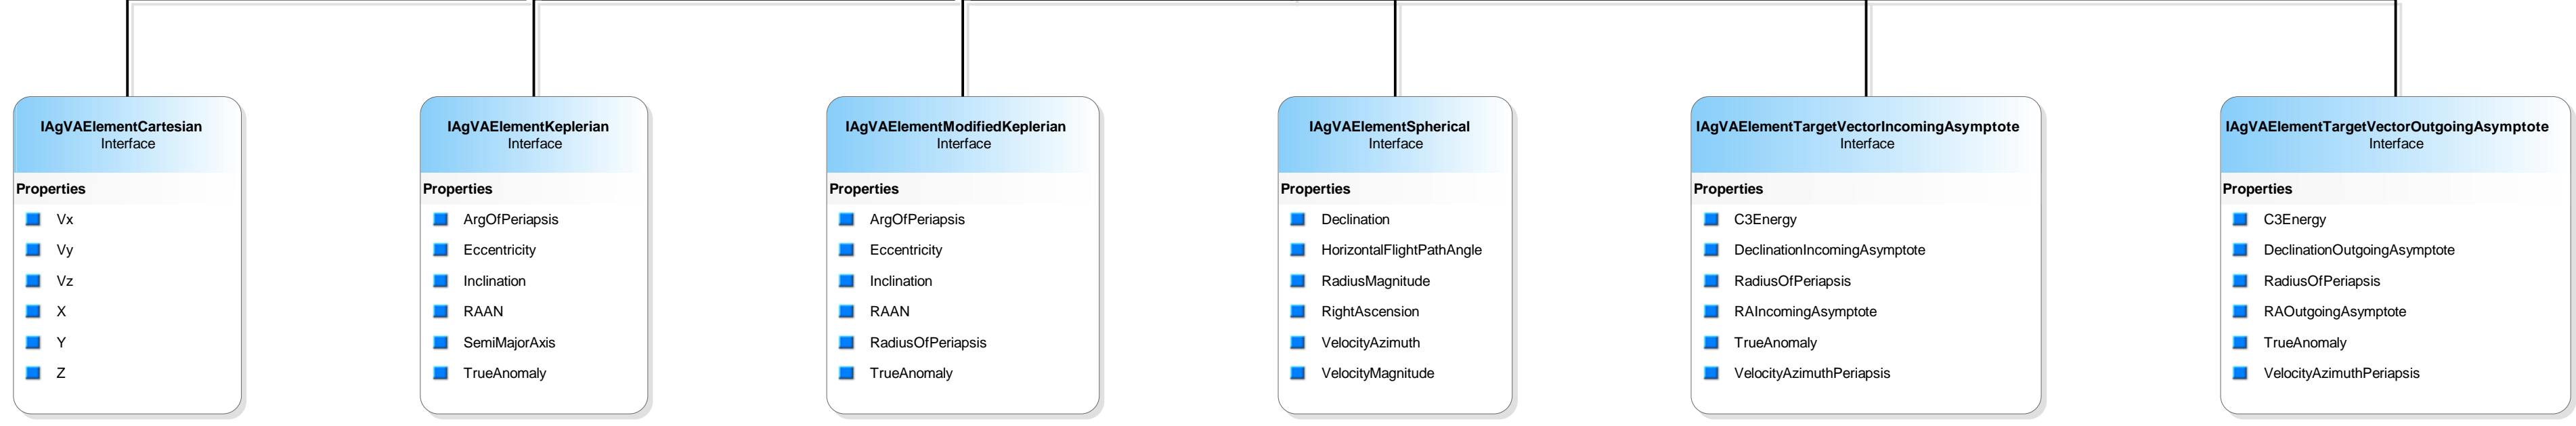 IAgVAElementCartesian
Interface
Properties
Vx
Vy
Vz
X
Y
Z
IAgVAElementKeplerian
Interface
Properties
ArgOfPeriapsis
Eccentricity
Inclination
RAAN
SemiMajorAxis
TrueAnomaly
IAgVAElementModifiedKeplerian
Interface
Properties
ArgOfPeriapsis
Eccentricity
Inclination
RAAN
RadiusOfPeriapsis
TrueAnomaly
IAgVAElementSpherical
Interface
Properties
Declination
HorizontalFlightPathAngle
RadiusMagnitude
RightAscension
VelocityAzimuth
VelocityMagnitude
IAgVAElementTargetVectorIncomingAsymptote
Interface
Properties
C3Energy
DeclinationIncomingAsymptote
RadiusOfPeriapsis
RAIncomingAsymptote
TrueAnomaly
VelocityAzimuthPeriapsis
IAgVAElementTargetVectorOutgoingAsymptote
Interface
Properties
C3Energy
DeclinationOutgoingAsymptote
RadiusOfPeriapsis
RAOutgoingAsymptote
TrueAnomaly
VelocityAzimuthPeriapsis